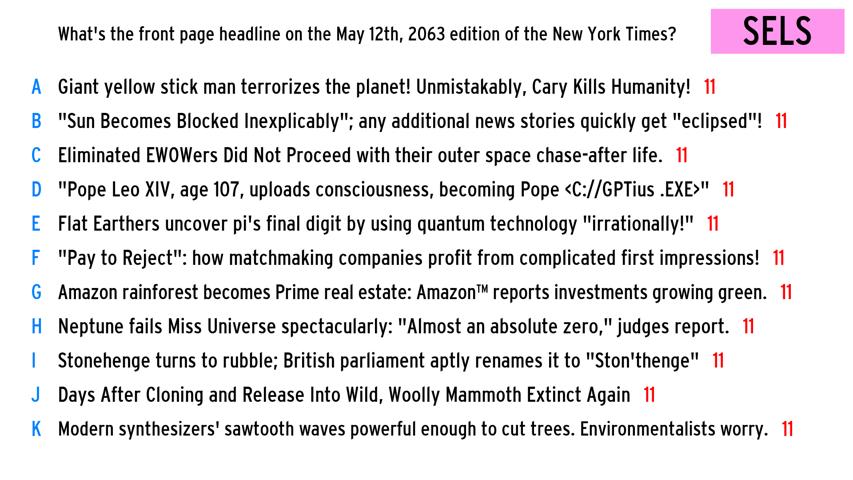 What's the front page headline on the May 12th, 2063 edition of the New York Times?
SELS
A Giant yellow stick man terrorizes the planet! Unmistakably, Cary Kills Humanity! 11
B "Sun Becomes Blocked Inexplicably"; any additional news stories quickly get "eclipsed"! 11
C Eliminated EWOWers Did Not Proceed with their outer space chase-after life. 11
D "Pope Leo XIV, age 107, uploads consciousness, becoming Pope <C://GPTius .EXE>" 11
E Flat Earthers uncover pi's final digit by using quantum technology "irrationally!" 11
F "Pay to Reject": how matchmaking companies profit from complicated first impressions! 11
G Amazon rainforest becomes Prime real estate: Amazon™ reports investments growing green. 11
H Neptune fails Miss Universe spectacularly: "Almost an absolute zero," judges report. 11
I Stonehenge turns to rubble; British parliament aptly renames it to "Ston'thenge" 11
J Days After Cloning and Release Into Wild, Woolly Mammoth Extinct Again 11
K Modern synthesizers' sawtooth waves powerful enough to cut trees. Environmentalists worry. 11